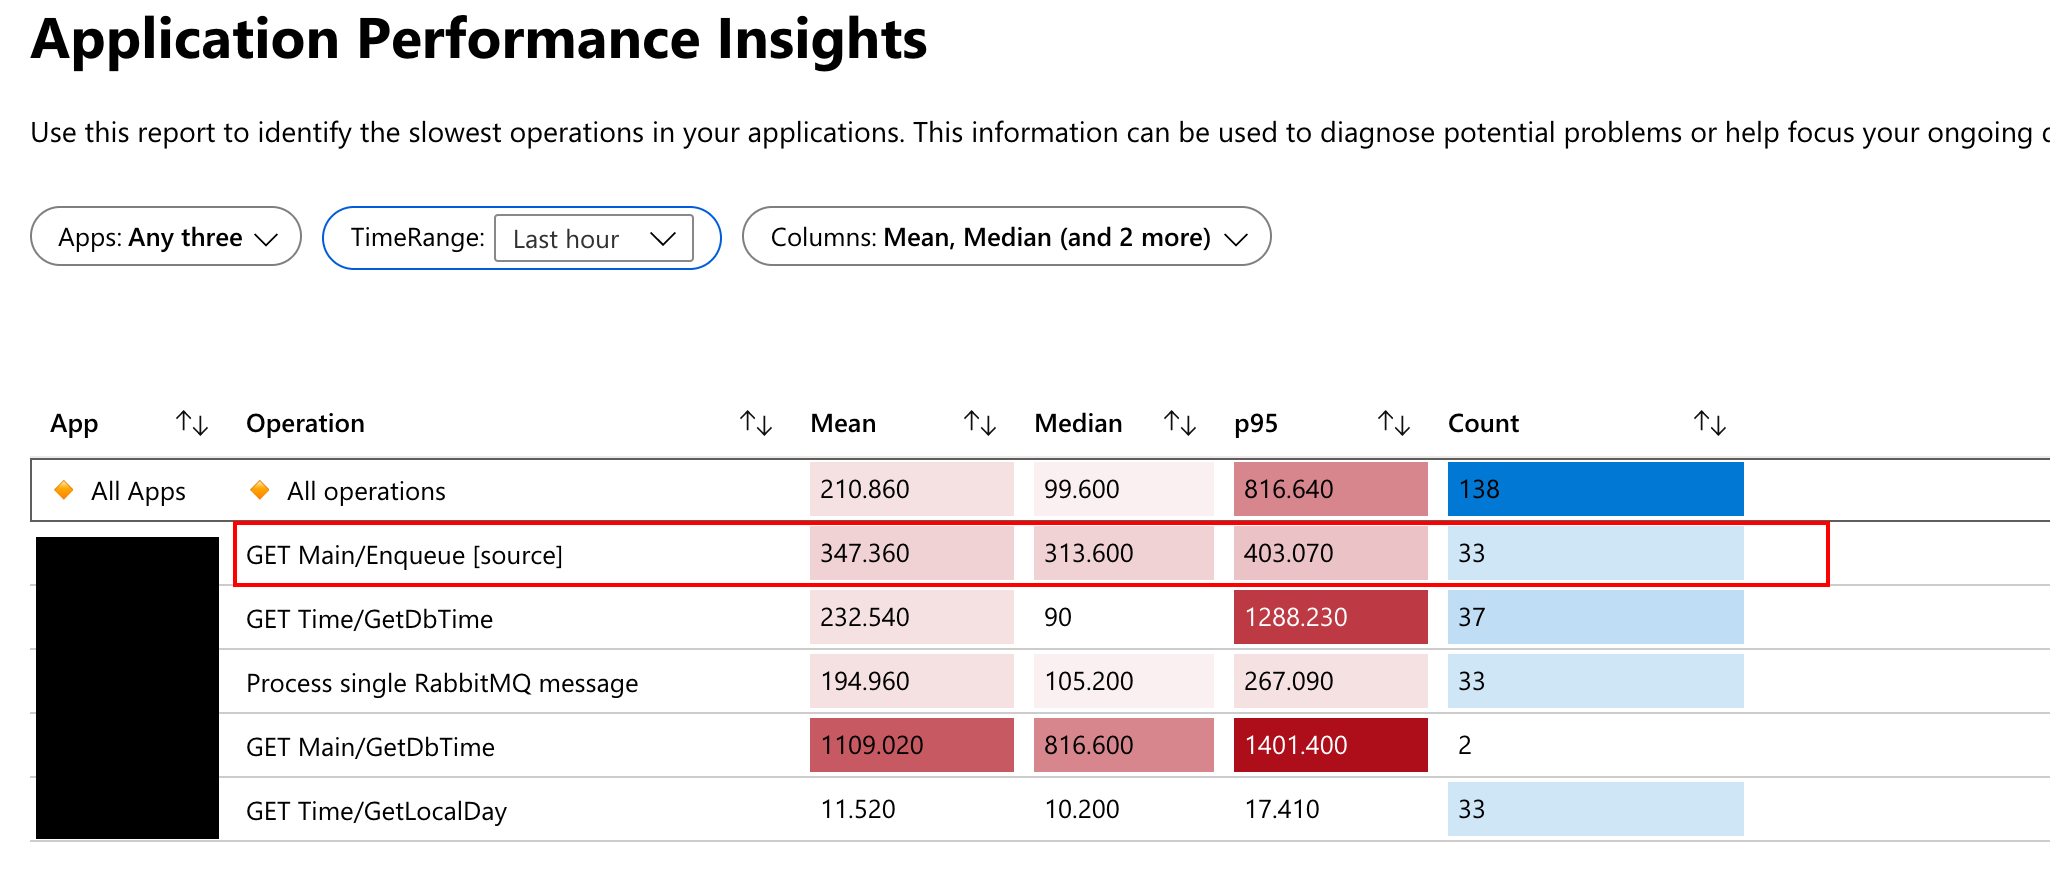 Application Performance Insights
Use this report to identify the slowest operations in your applications. This information can be used to diagnose potential problems or help focus your ongoing
Apps: Any three TimeRange: Last hour Columns: Mean, Median (and 2 more)
App Operation Mean Median p95 Count
All Apps All operations 210.860 99.600 816.640 138
GET Main/Enqueue [source] 347.360 313.600 403.070 33
GET Time/GetDbTime 232.540 90 1288.230 37
Process single RabbitMQ message 194.960 105.200 267.090 33
GET Main/GetDbTime 1109.020 816.600 1401.400 2
GET Time/GetLocalDay 11.520 10.200 17.410 33